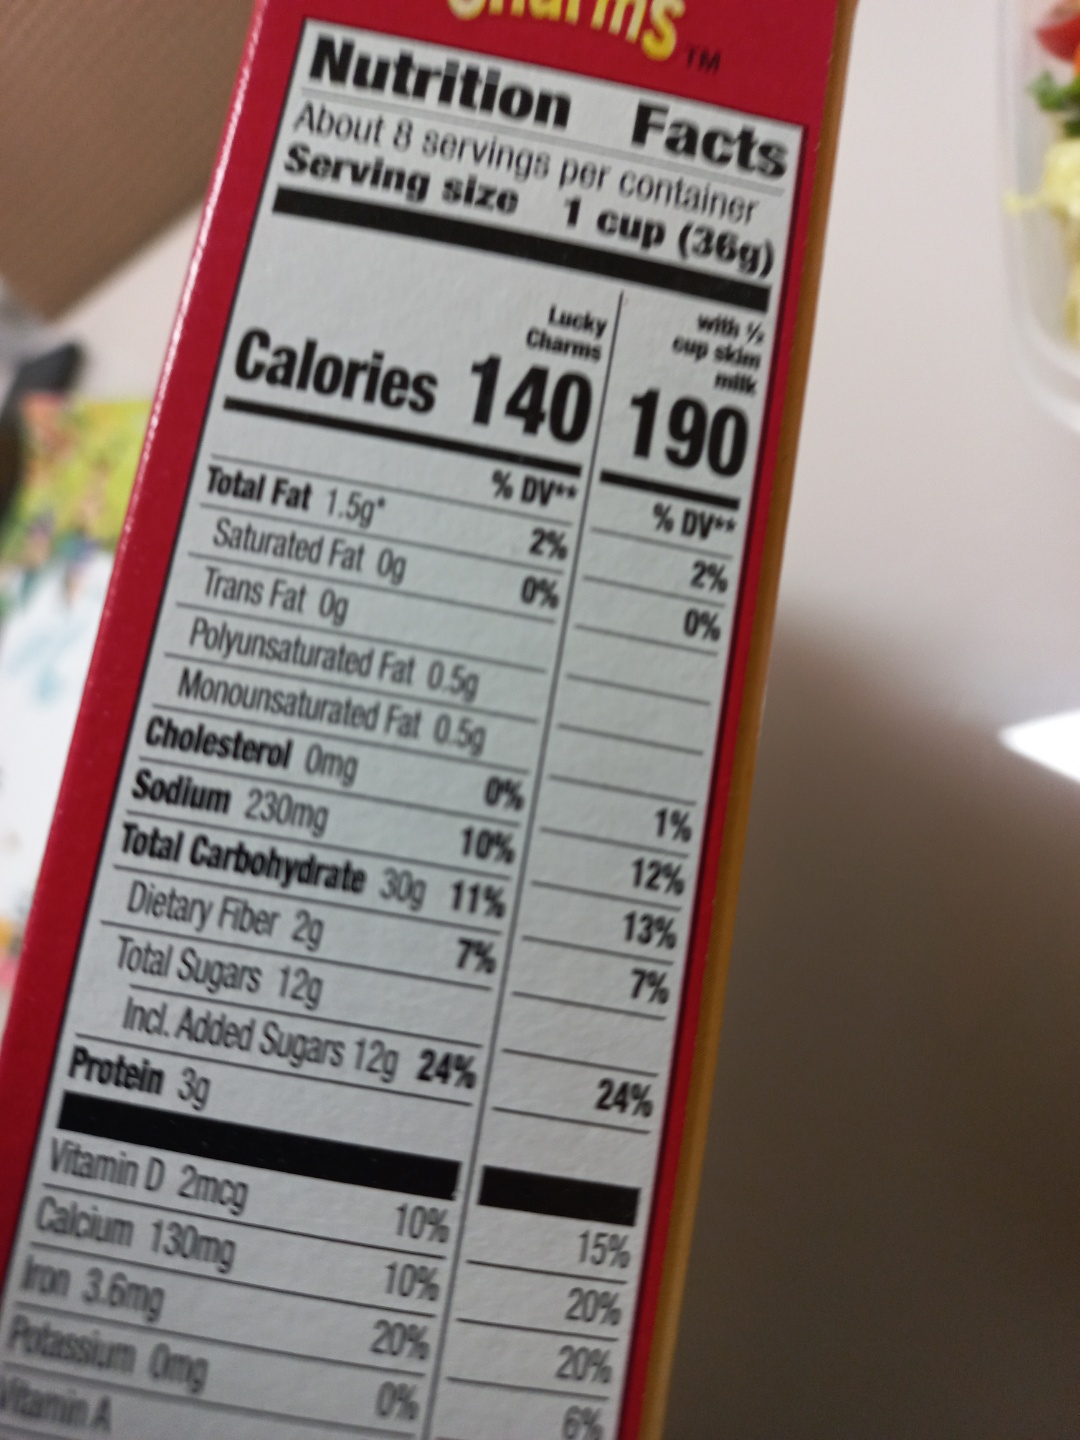 Charms™
Nutrition Facts
About 8 servings per container
Serving size 1 cup (36g)
Lucky Charms
with ½ cup skim milk
Calories 140 190
% DV** % DV**
Total Fat 1.5g* 2% 2%
Saturated Fat 0g 0% 0%
Trans Fat 0g
Polyunsaturated Fat 0.5g
Monounsaturated Fat 0.5g
Cholesterol 0mg 0% 1%
Sodium 230mg 10% 12%
Total Carbohydrate 30g 11% 13%
Dietary Fiber 2g 7% 7%
Total Sugars 12g
Incl. Added Sugars 12g 24% 24%
Protein 3g
Vitamin D 2mcg 10% 15%
Calcium 130mg 10% 20%
Iron 3.6mg 20% 20%
Potassium 0mg 0% 6%
Vitamin A